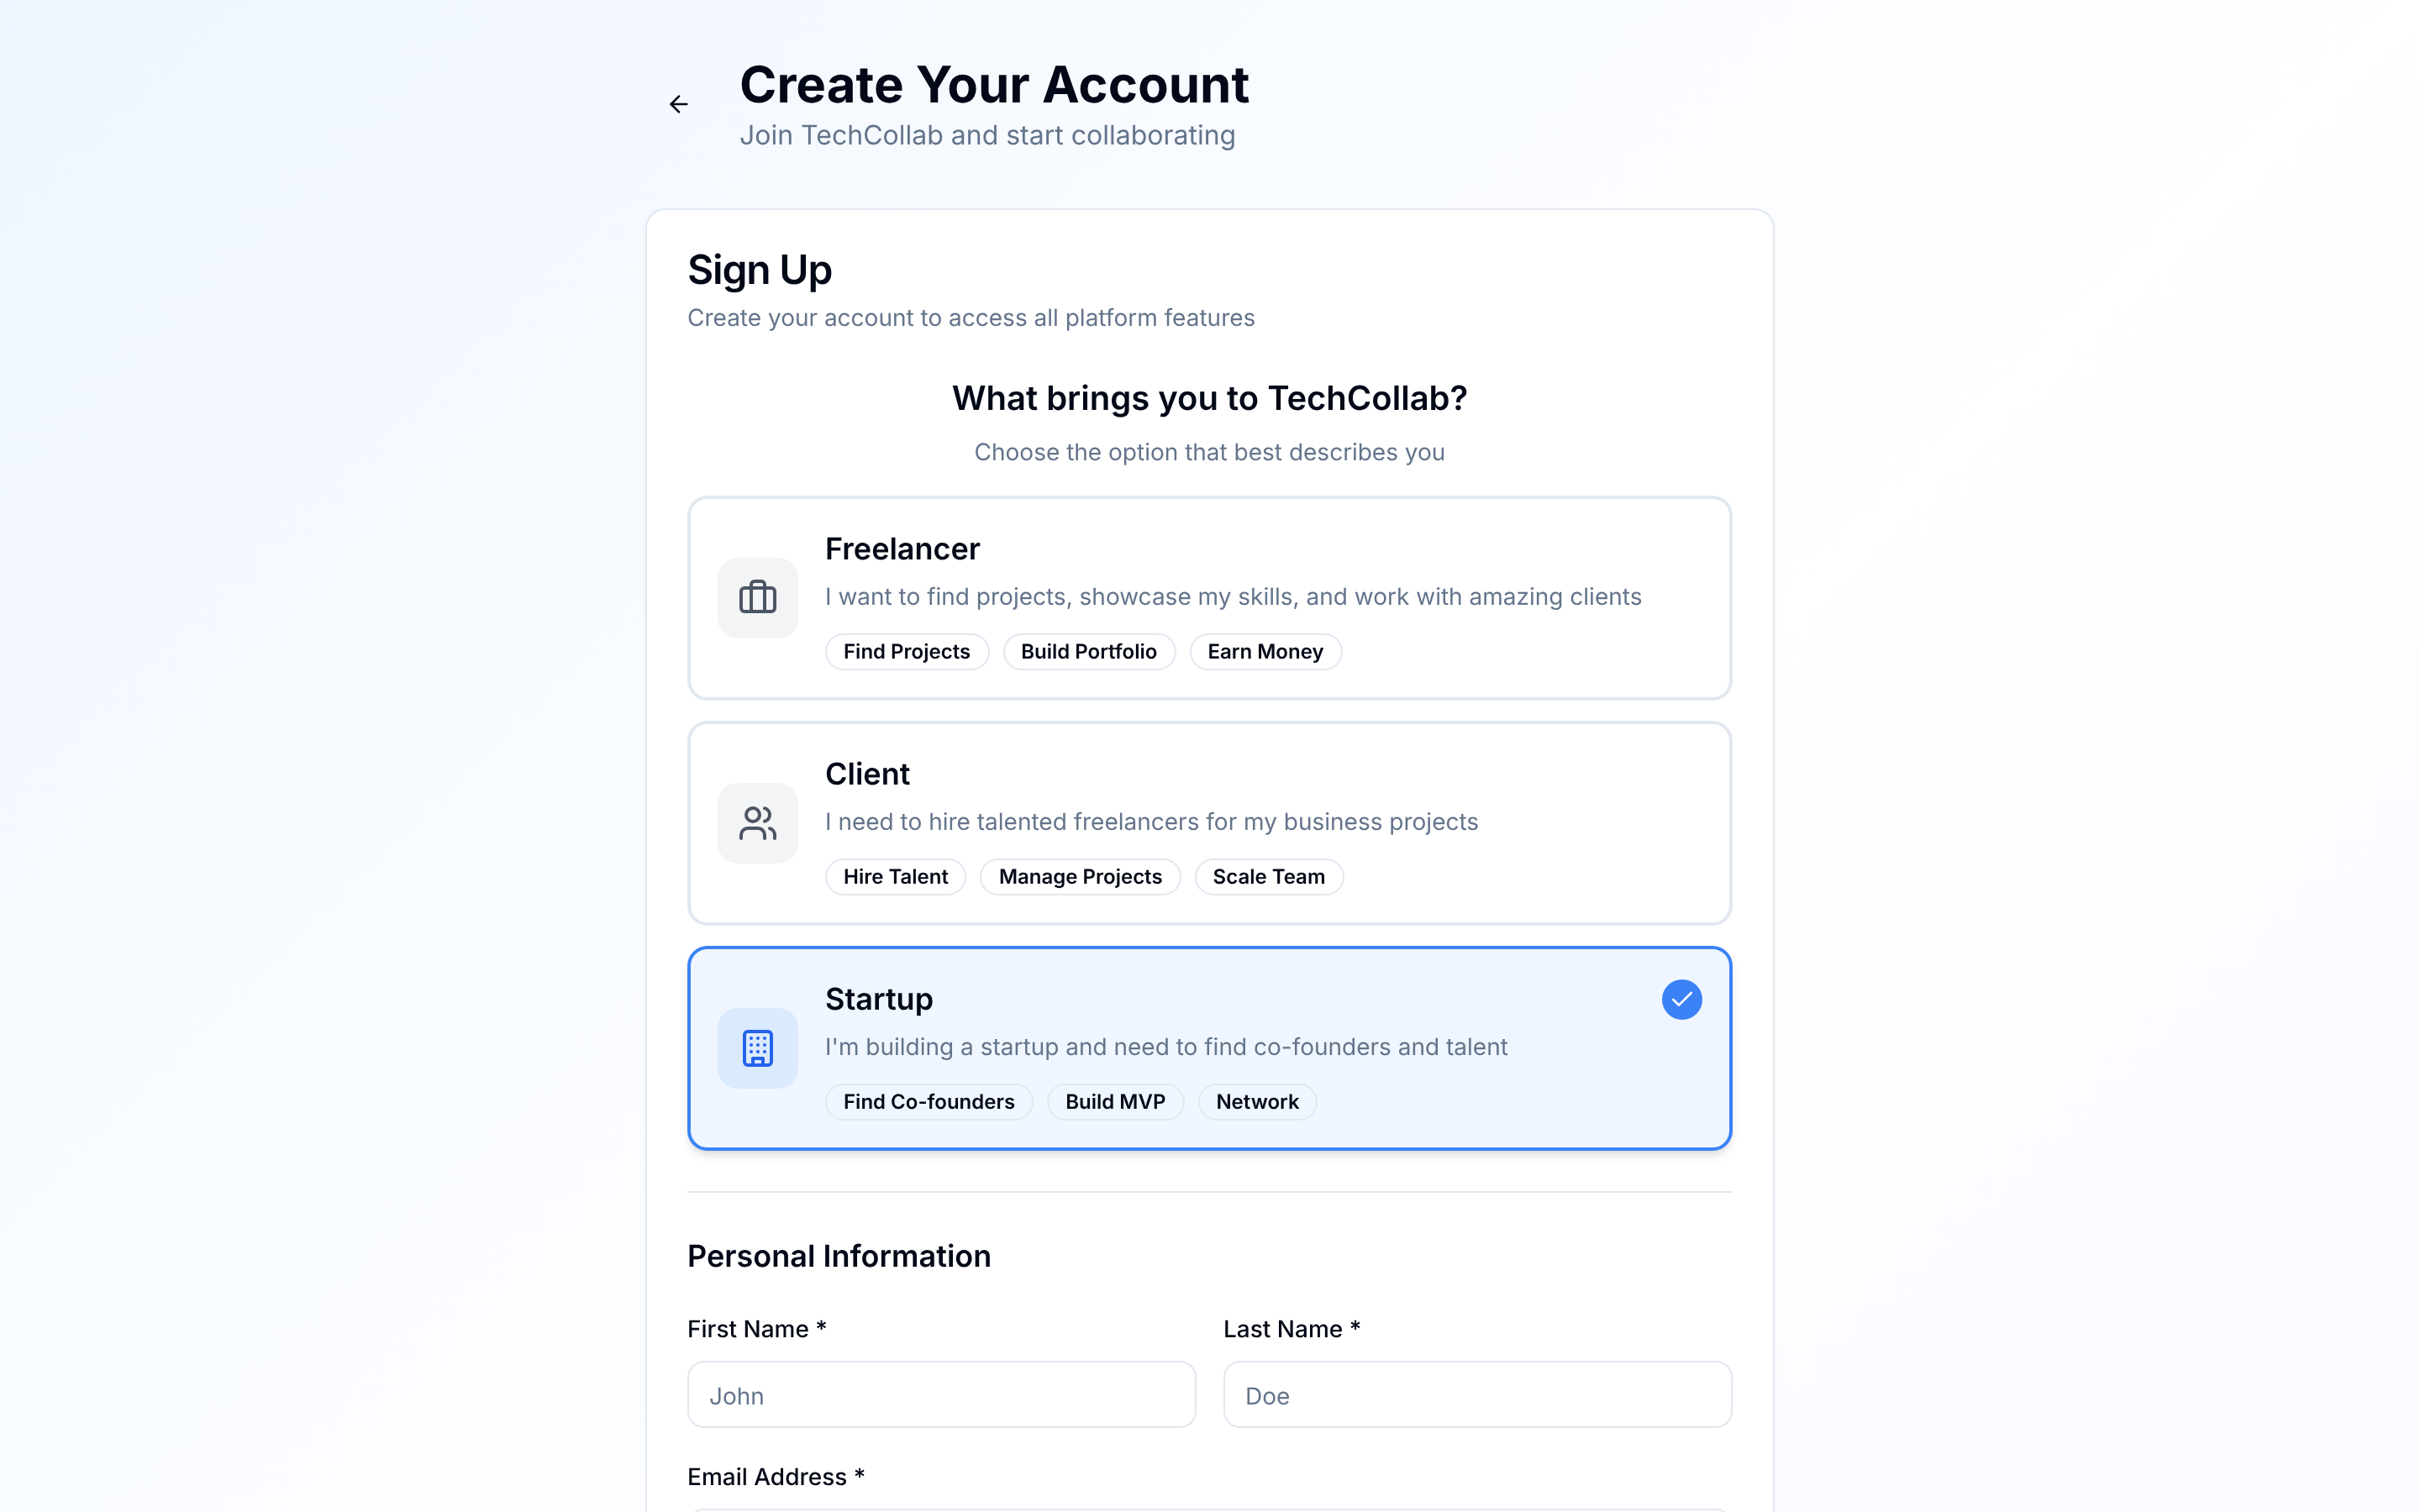 Create Your Account
Join TechCollab and start collaborating
Sign Up
Create your account to access all platform features
What brings you to TechCollab?
Choose the option that best describes you
Freelancer
I want to find projects, showcase my skills, and work with amazing clients
Find Projects Build Portfolio Earn Money
Client
I need to hire talented freelancers for my business projects
Hire Talent Manage Projects Scale Team
Startup
I'm building a startup and need to find co-founders and talent
Find Co-founders Build MVP Network
Personal Information
First Name * Last Name *
John Doe
Email Address *